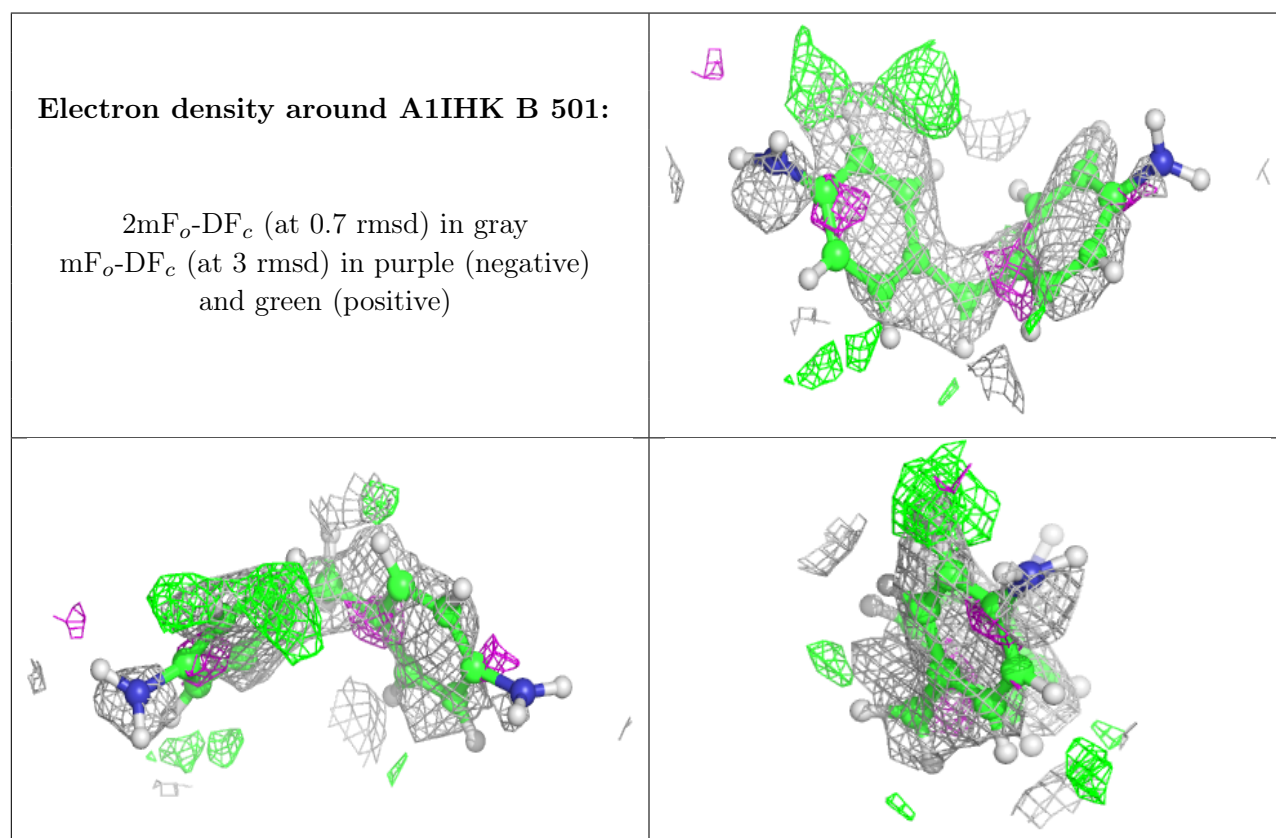 Electron density around A1IHK B 501:
2mFo-DFc (at 0.7 rmsd) in gray
mFo-DFc (at 3 rmsd) in purple (negative)
and green (positive)